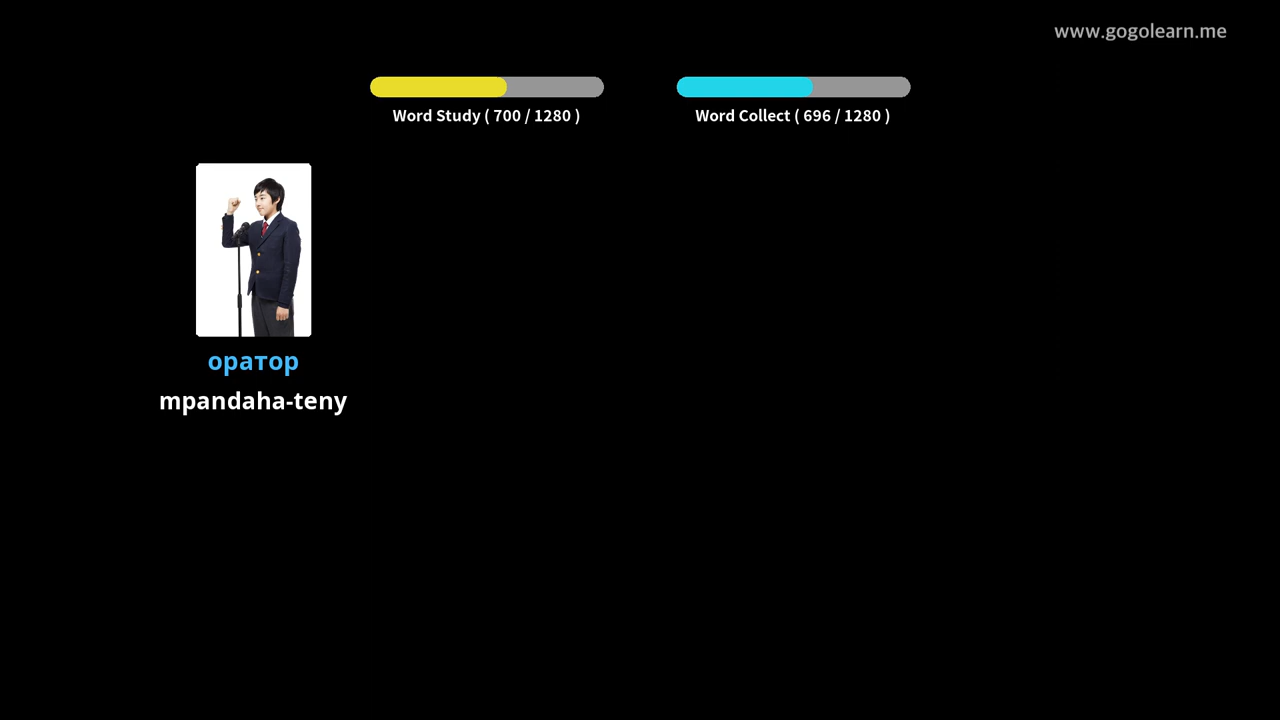 www.gogolearn.me
Word Study ( 700 / 1280 )
Word Collect ( 696 / 1280 )
оратор
mpandaha-teny